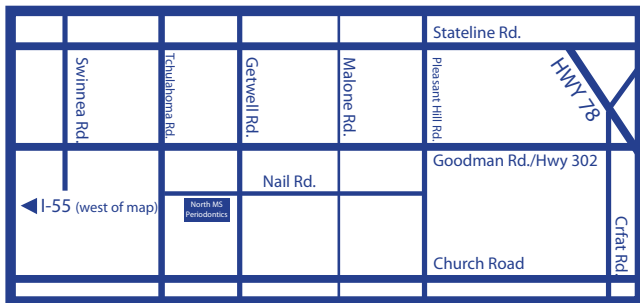 Stateline Rd.
Swinnea Rd.
Tchulahoma Rd.
Getwell Rd.
Malone Rd.
Pleasant Hill Rd.
HWY 78
Goodman Rd./Hwy 302
Nail Rd.
I-55 (west of map)
North MS
Periodontics
Crfat Rd.
Church Road